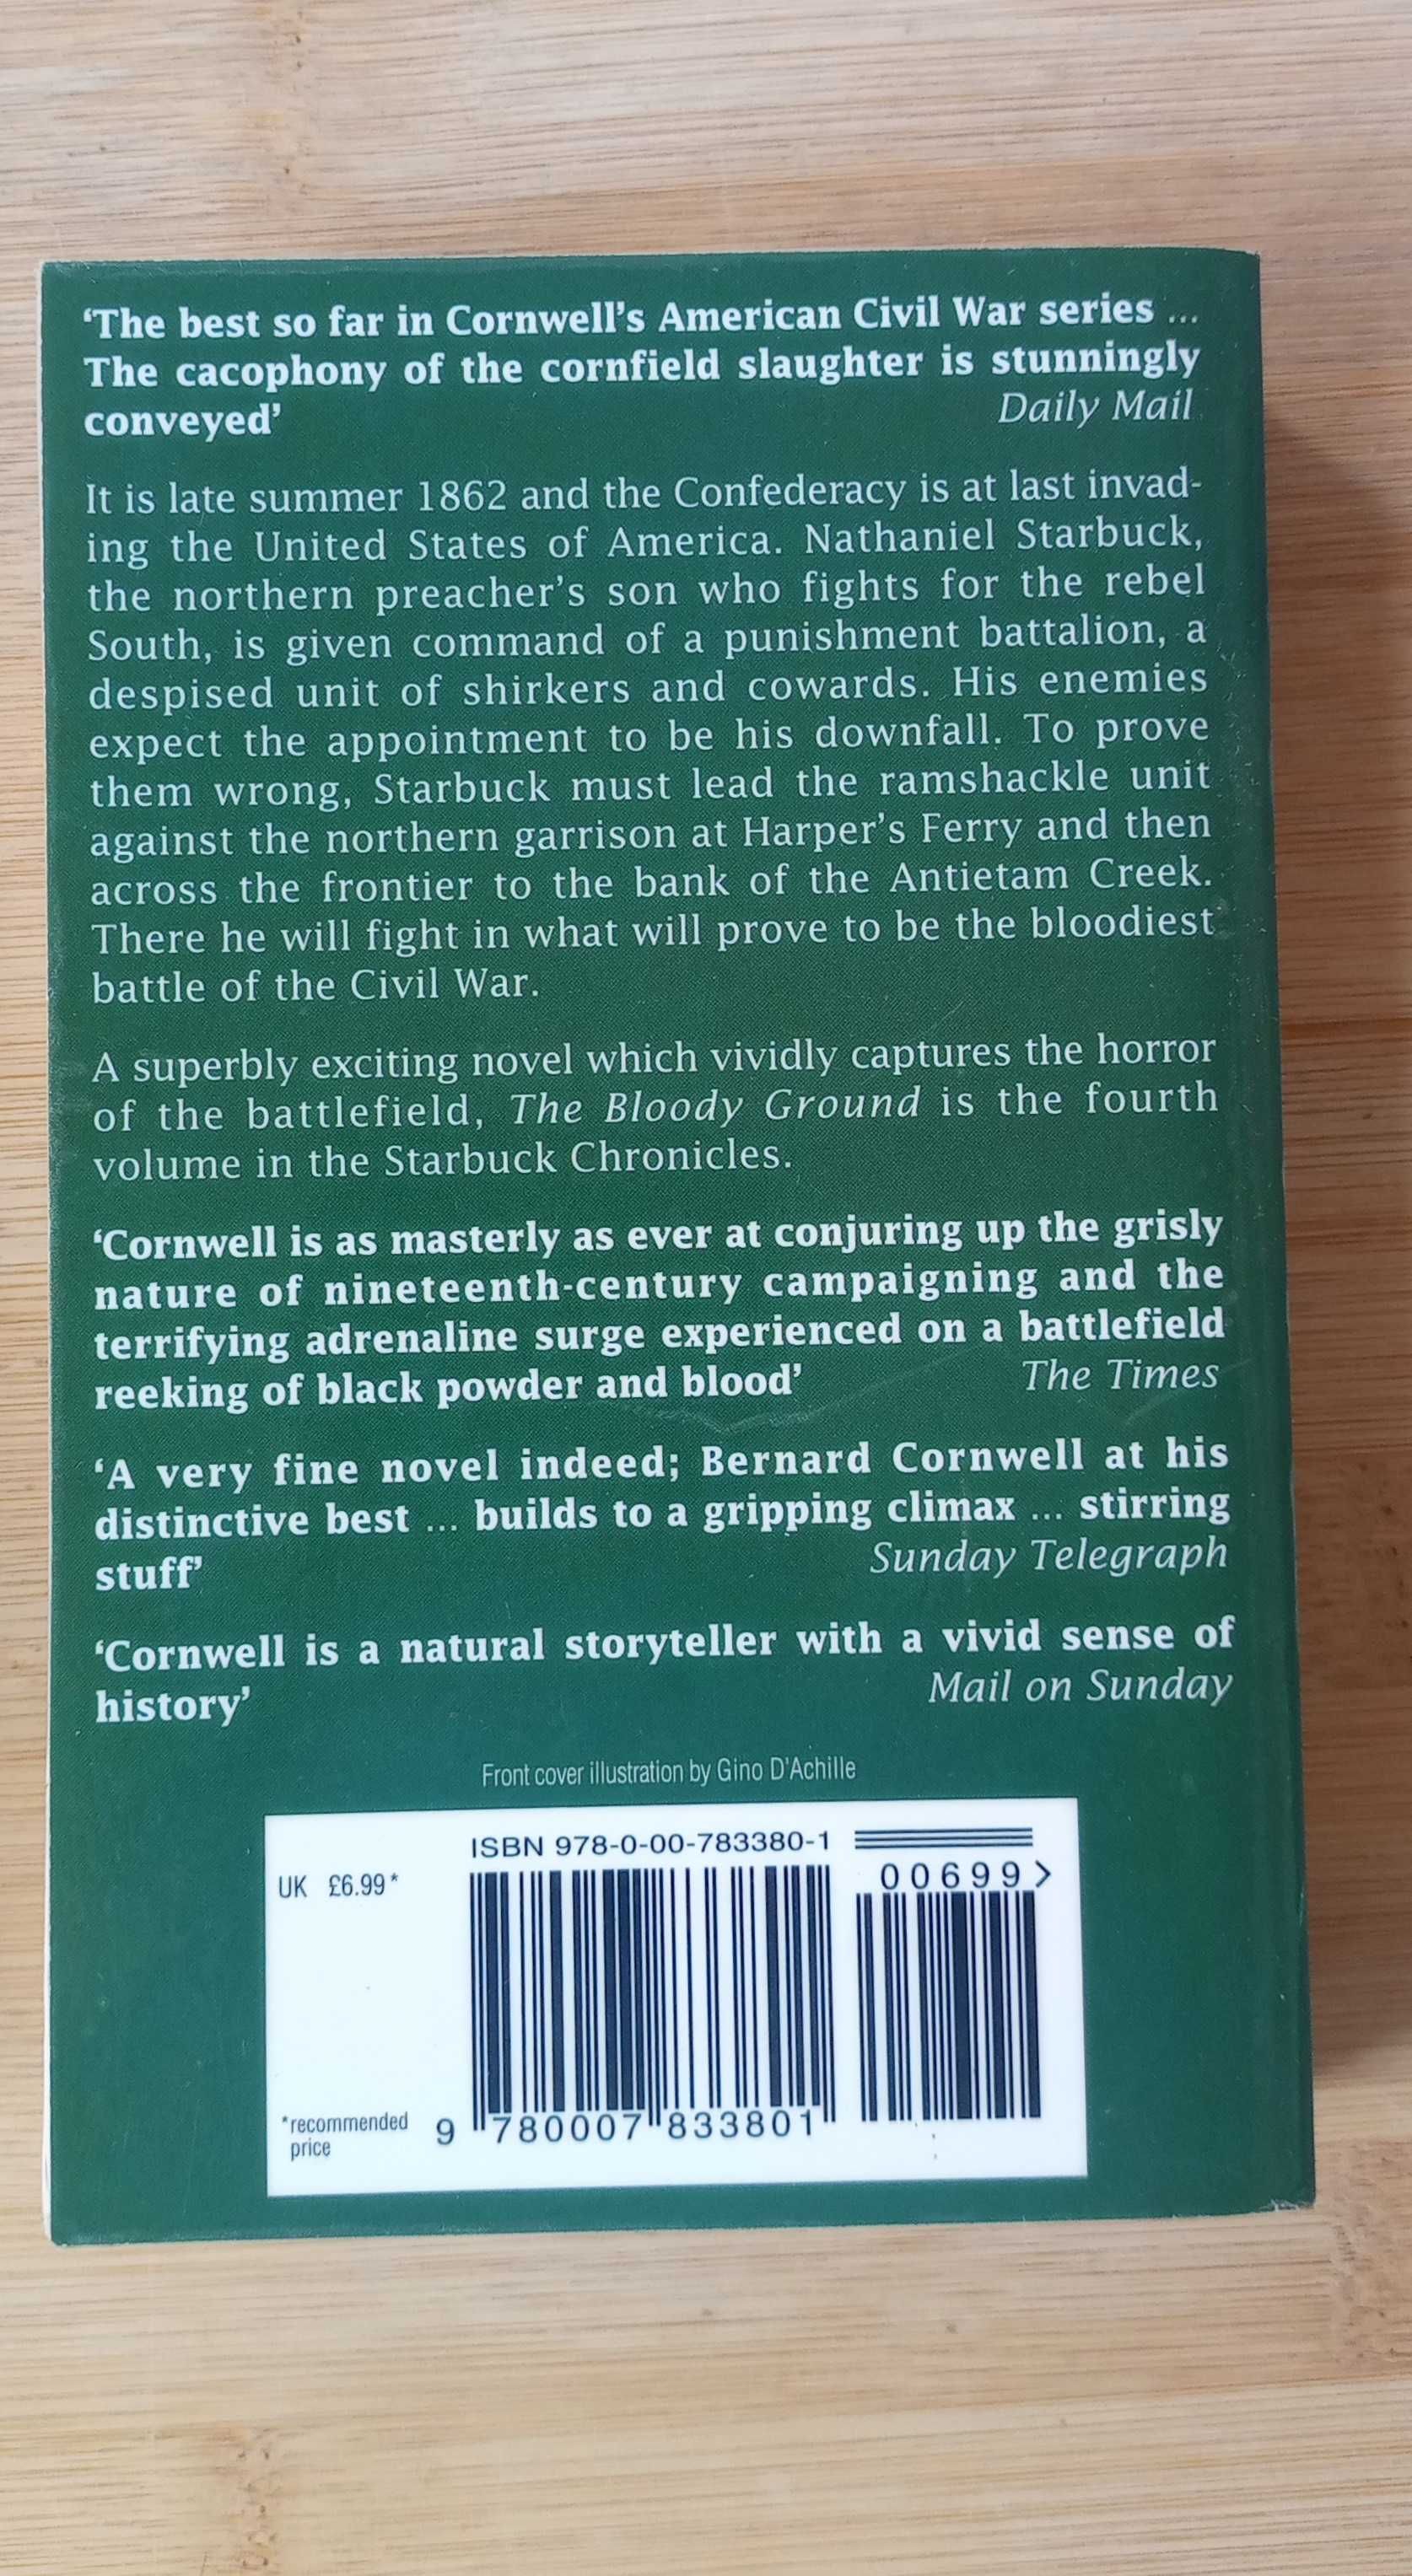 ‘The best so far in Cornwell’s American Civil War series ...
The cacophony of the cornfield slaughter is stunningly
conveyed’ Daily Mail
It is late summer 1862 and the Confederacy is at last invad-
ing the United States of America. Nathaniel Starbuck,
the northern preacher’s son who fights for the rebel
South, is given command of a punishment battalion, a
despised unit of shirkers and cowards. His enemies
expect the appointment to be his downfall. To prove
them wrong, Starbuck must lead the ramshackle unit
against the northern garrison at Harper’s Ferry and then
across the frontier to the bank of the Antietam Creek.
There he will fight in what will prove to be the bloodiest
battle of the Civil War.
A superbly exciting novel which vividly captures the horror
of the battlefield, The Bloody Ground is the fourth
volume in the Starbuck Chronicles.
‘Cornwell is as masterly as ever at conjuring up the grisly
nature of nineteenth-century campaigning and the
terrifying adrenaline surge experienced on a battlefield
reeking of black powder and blood’ The Times
‘A very fine novel indeed; Bernard Cornwell at his
distinctive best ... builds to a gripping climax ... stirring
stuff’ Sunday Telegraph
‘Cornwell is a natural storyteller with a vivid sense of
history’ Mail on Sunday
Front cover illustration by Gino D'Achille
ISBN 978-0-00-783380-1
UK £6.99*
00699>
*recommended
price
9 780007 833801